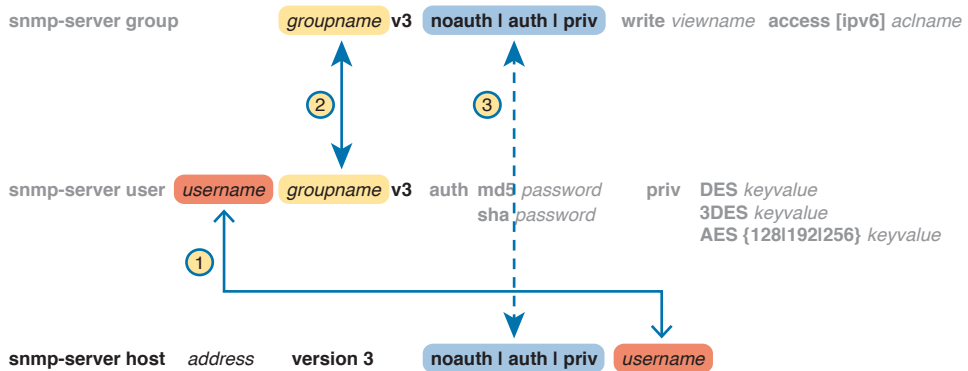 snmp-server group groupname v3 noauth | auth | priv write viewname access [ipv6] aclname
2
3
snmp-server user username groupname v3 auth md5 password priv DES keyvalue
sha password 3DES keyvalue
AES {128|192|256} keyvalue
1
snmp-server host address version 3 noauth | auth | priv username